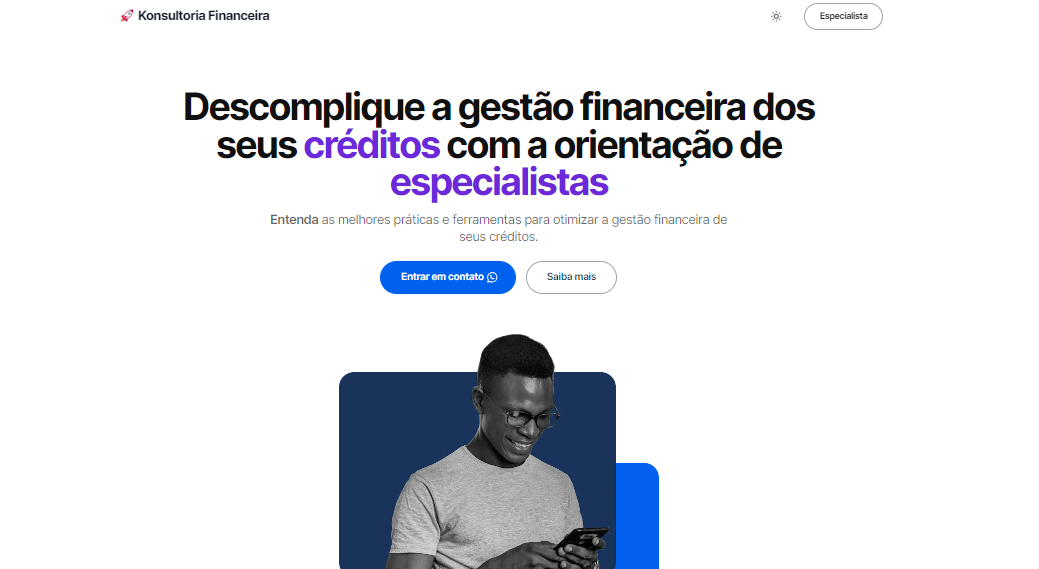 Konsultoria Financeira
Especialista
Descomplique a gestão financeira dos
seus créditos com a orientação de
especialistas
Entenda as melhores práticas e ferramentas para otimizar a gestão financeira de
seus créditos.
Entrar em contato
Saiba mais